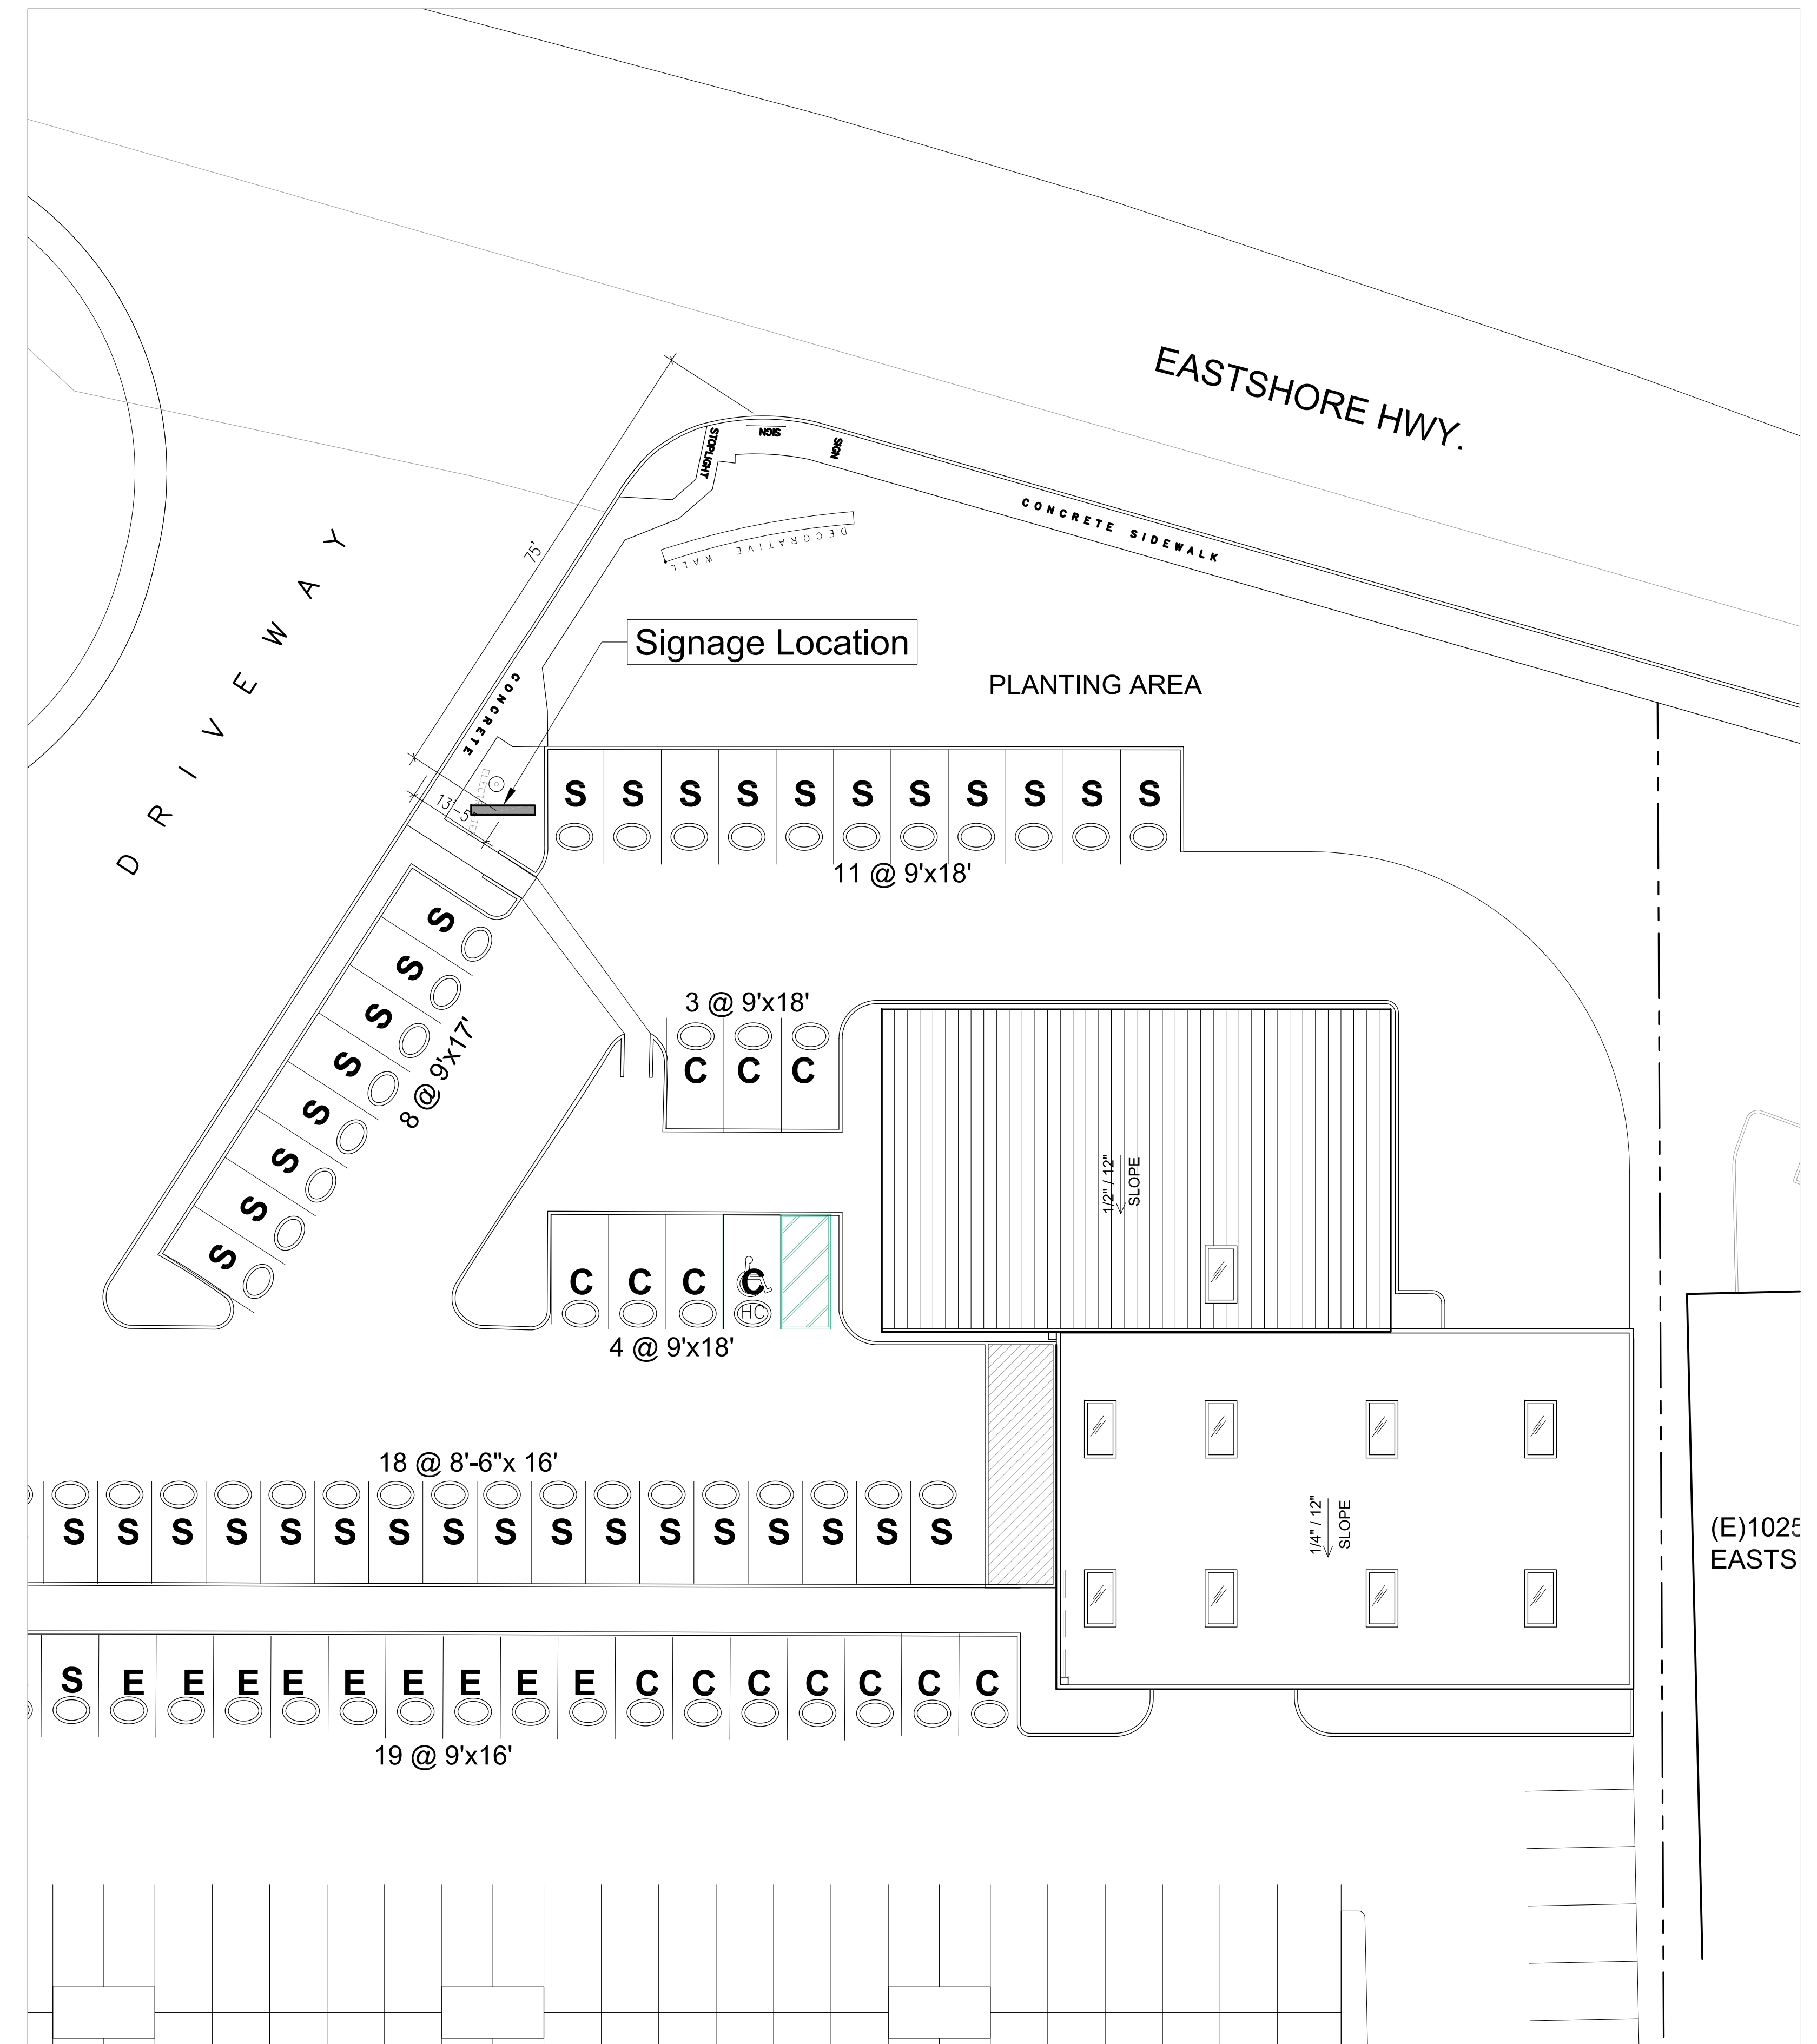 EASTSHORE HWY.
STOPLIGHT
SIGN
SIGN
CONCRETE SIDEWALK
DECORATIVE WALL
75'
DRIVEWAY
Signage Location
PLANTING AREA
CONCRETE
13'-5"
S S S S S S S S S S S
11 @ 9'x18'
S
S
S
S
S
S
S
S
8 @ 9'x17'
3 @ 9'x18'
C C C
1/2" / 12"
SLOPE
C C C C
HC
4 @ 9'x18'
18 @ 8'-6"x 16'
S S S S S S S S S S S S S S S S S
1/4" / 12"
SLOPE
(E)1025
EASTS
S E E E E E E E E E C C C C C C C
19 @ 9'x16'